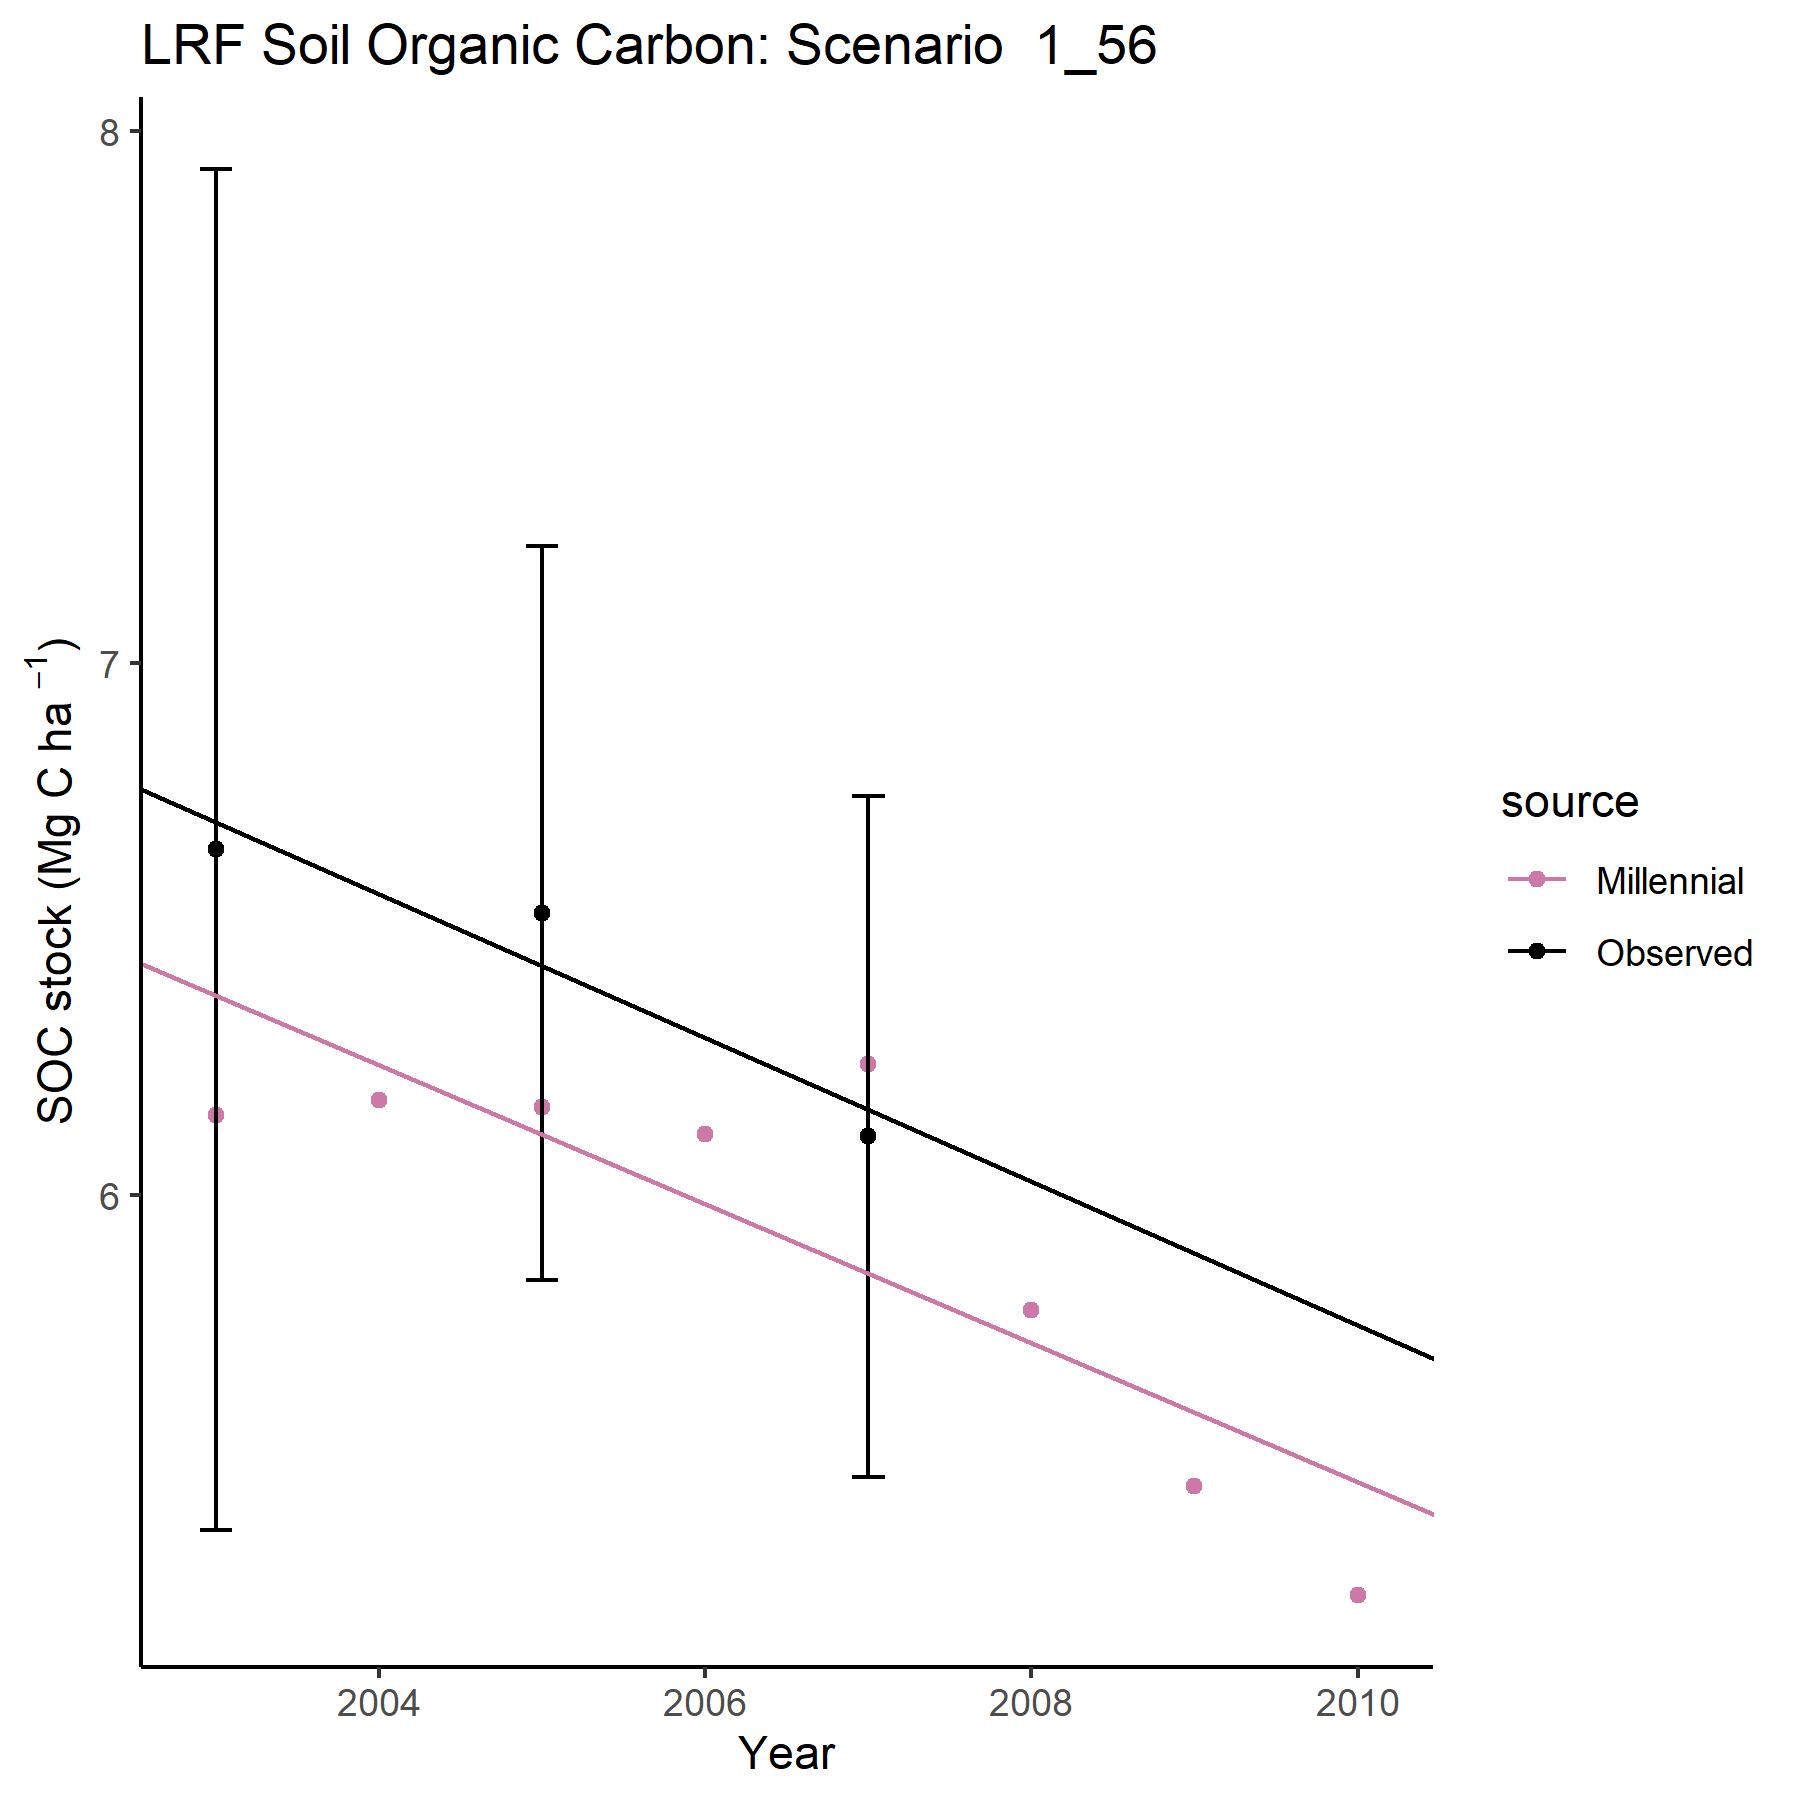 LRF Soil Organic Carbon: Scenario  1_56
8
7
6
SOC stock (Mg C ha −1)
2004
2006
2008
2010
Year
source
Millennial
Observed